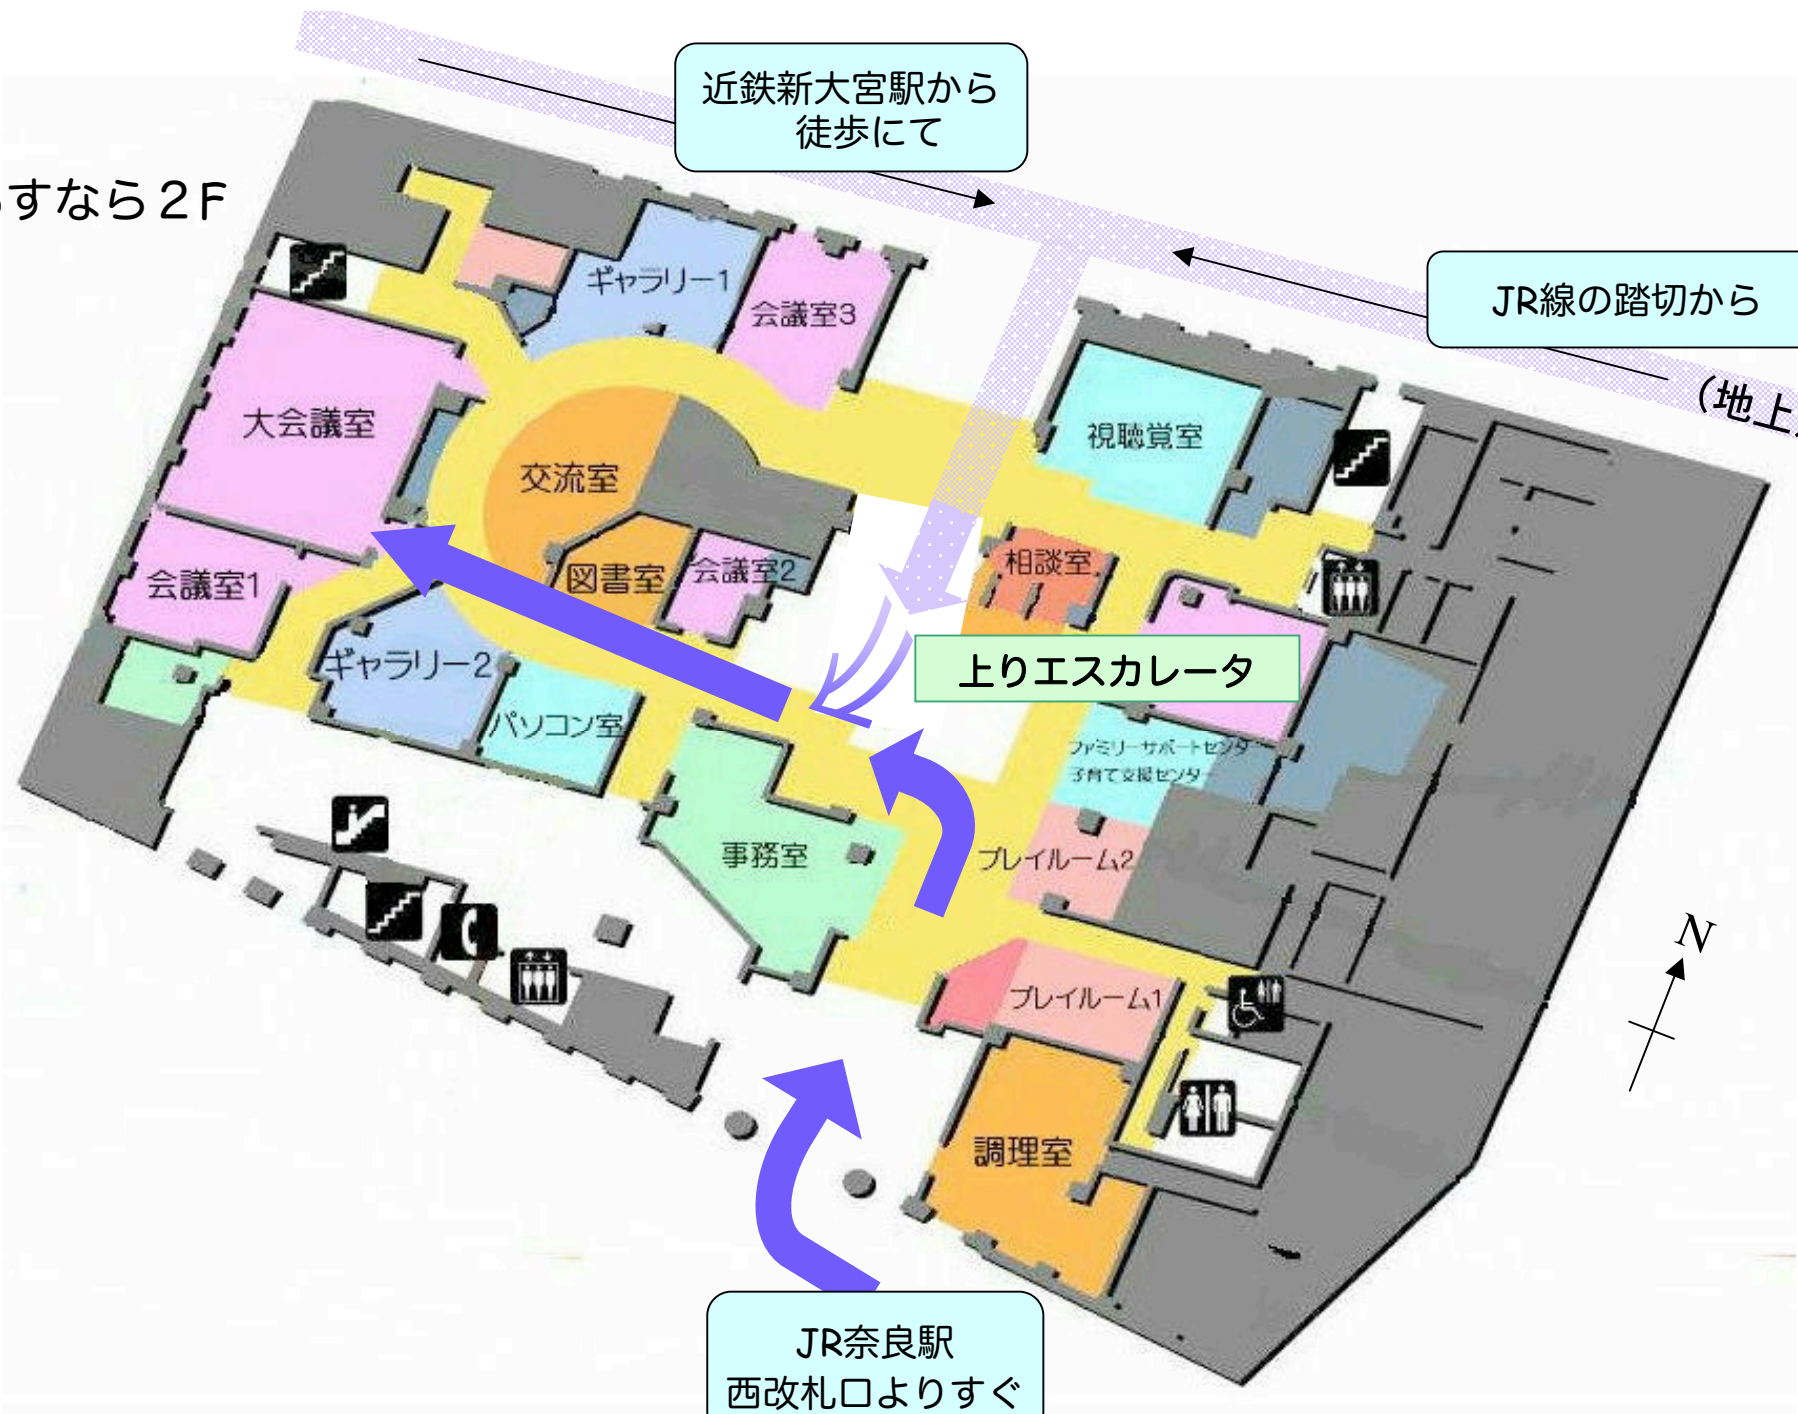 近鉄新大宮駅から
徒歩にて
すなら２F
JR線の踏切から
(地上
ギャラリー1
会議室3
大会議室
視聴覚室
交流室
相談室
図書室
会議室2
会議室1
ギャラリー2
上りエスカレータ
パソコン室
ファミリーサポートセンター
子育て支援センター
事務室
プレイルーム2
N
プレイルーム1
調理室
JR奈良駅
西改札口よりすぐ